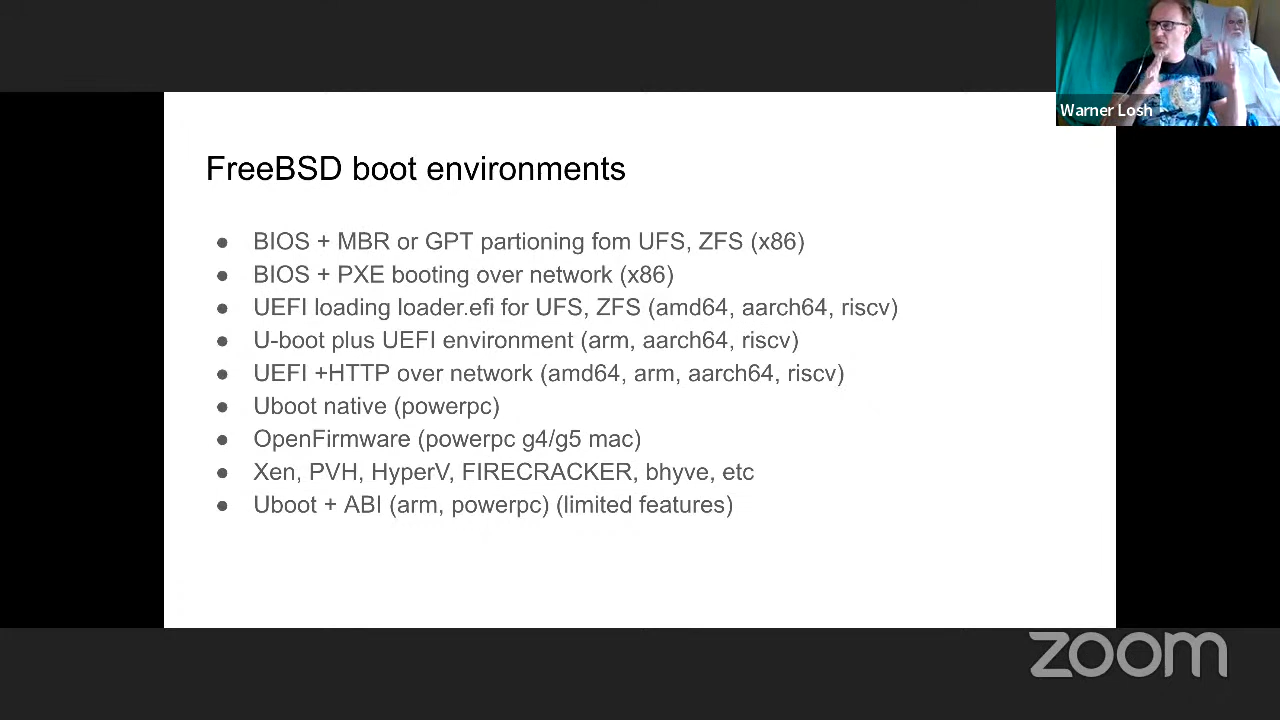 Warner Losh
FreeBSD boot environments
● BIOS + MBR or GPT partioning fom UFS, ZFS (x86)
● BIOS + PXE booting over network (x86)
● UEFI loading loader.efi for UFS, ZFS (amd64, aarch64, riscv)
● U-boot plus UEFI environment (arm, aarch64, riscv)
● UEFI +HTTP over network (amd64, arm, aarch64, riscv)
● Uboot native (powerpc)
● OpenFirmware (powerpc g4/g5 mac)
● Xen, PVH, HyperV, FIRECRACKER, bhyve, etc
● Uboot + ABI (arm, powerpc) (limited features)
zoom